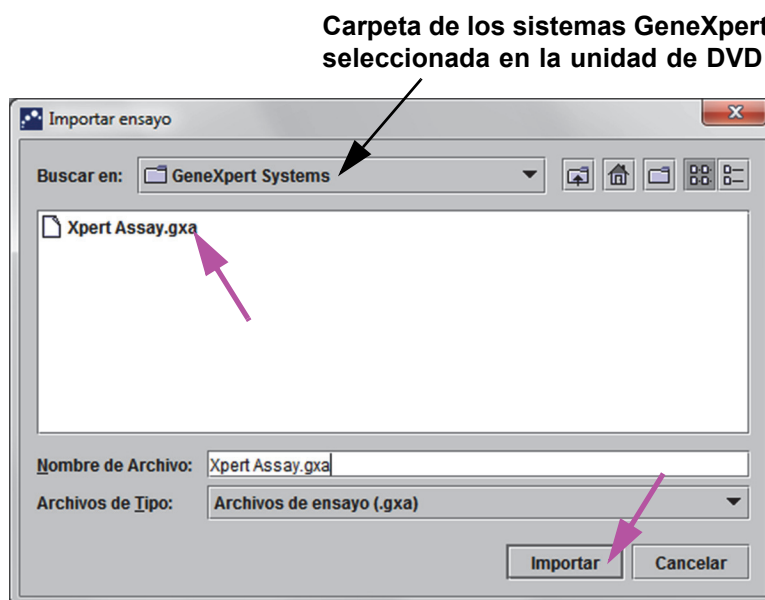 Carpeta de los sistemas GeneXpert
seleccionada en la unidad de DVD
Importar ensayo
Buscar en: GeneXpert Systems
Xpert Assay.gxa
Nombre de Archivo: Xpert Assay.gxa
Archivos de Tipo: Archivos de ensayo (.gxa)
Importar Cancelar